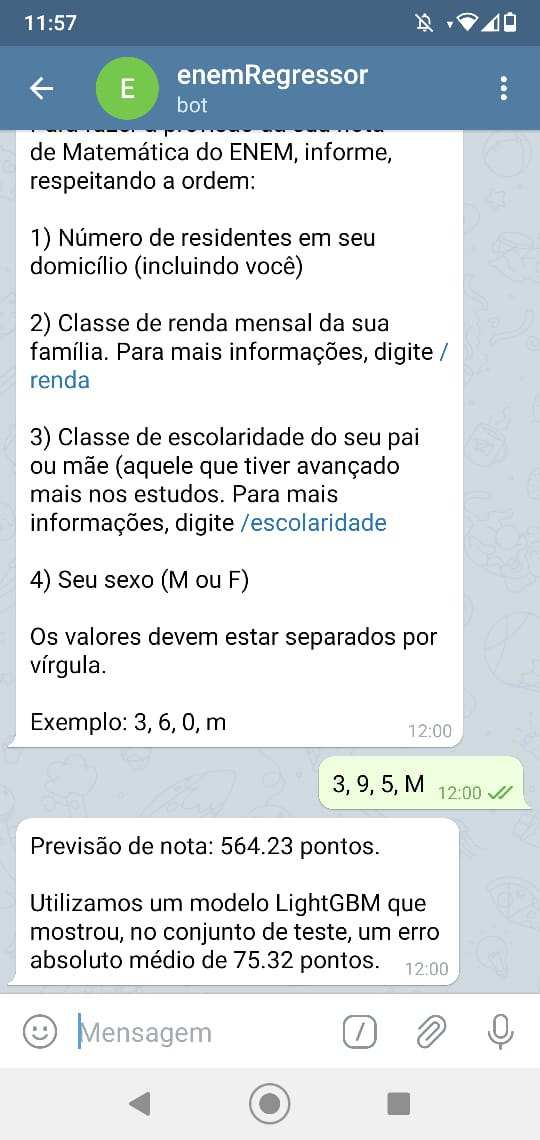 11:57
E
enemRegressor
bot
de Matemática do ENEM, informe,
respeitando a ordem:
1) Número de residentes em seu
domicílio (incluindo você)
2) Classe de renda mensal da sua
família. Para mais informações, digite /
renda
3) Classe de escolaridade do seu pai
ou mãe (aquele que tiver avançado
mais nos estudos. Para mais
informações, digite /escolaridade
4) Seu sexo (M ou F)
Os valores devem estar separados por
vírgula.
Exemplo: 3, 6, 0, m
12:00
3, 9, 5, M 12:00
Previsão de nota: 564.23 pontos.
Utilizamos um modelo LightGBM que
mostrou, no conjunto de teste, um erro
absoluto médio de 75.32 pontos. 12:00
Mensagem